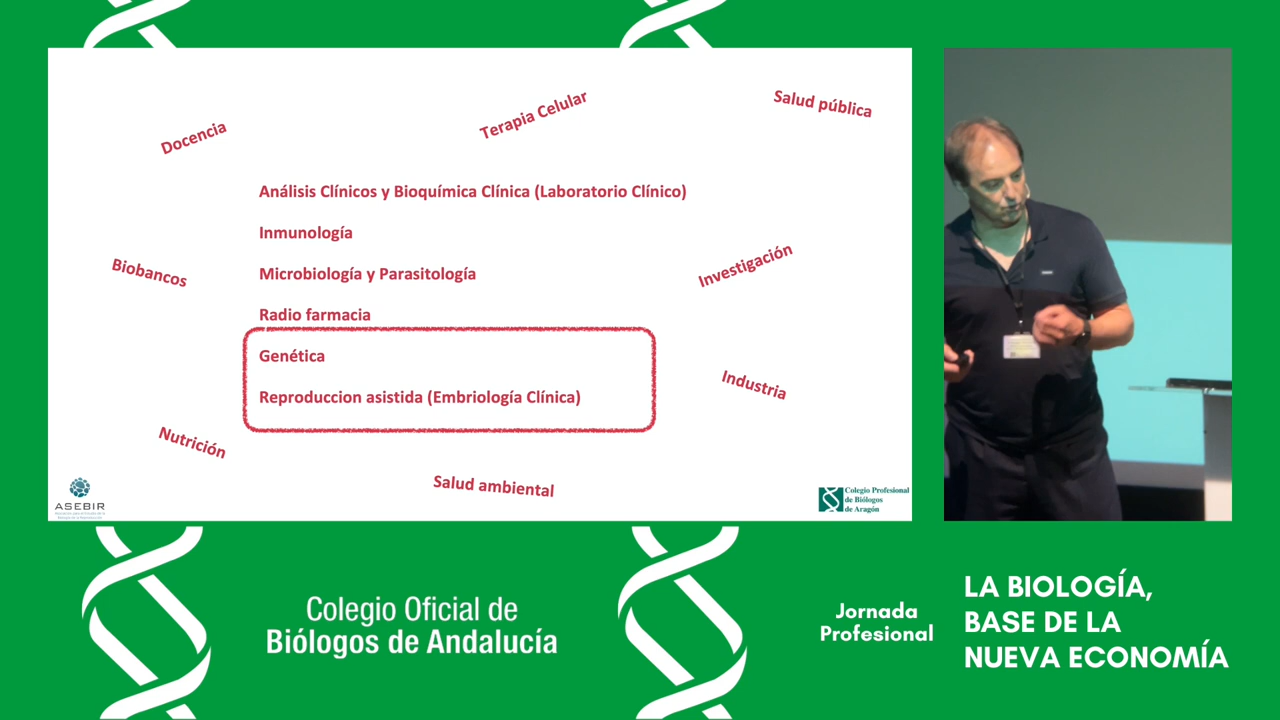 Docencia
Terapia Celular
Salud pública
Análisis Clínicos y Bioquímica Clínica (Laboratorio Clínico)
Inmunología
Microbiología y Parasitología
Radio farmacia
Genética
Reproduccion asistida (Embriología Clínica)
Biobancos
Investigación
Industria
Nutrición
Salud ambiental
ASEBIR
Colegio Profesional
de Biólogos
de Aragón
Colegio Oficial de
Biólogos de Andalucía
Jornada
Profesional
LA BIOLOGÍA,
BASE DE LA
NUEVA ECONOMÍA